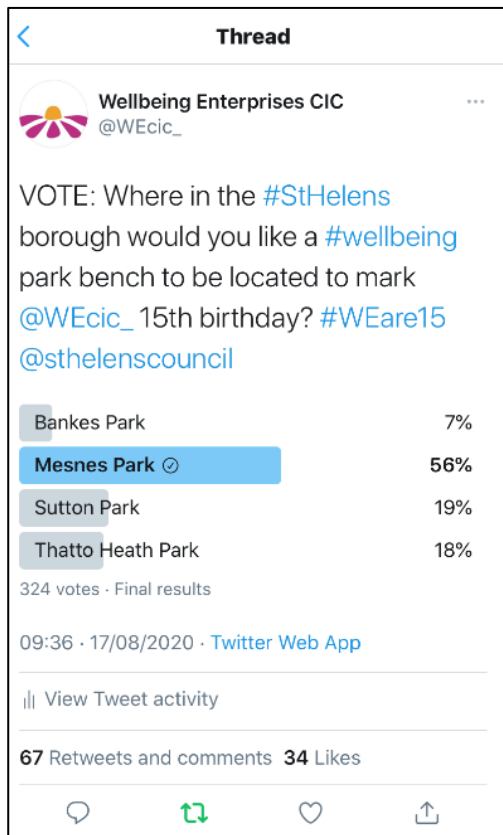 Thread
Wellbeing Enterprises CIC
@WEcic_
VOTE: Where in the #StHelens
borough would you like a #wellbeing
park bench to be located to mark
@WEcic_ 15th birthday? #WEare15
@sthelenscouncil
Bankes Park 7%
Mesnes Park 56%
Sutton Park 19%
Thatto Heath Park 18%
324 votes · Final results
09:36 · 17/08/2020 · Twitter Web App
View Tweet activity
67 Retweets and comments 34 Likes